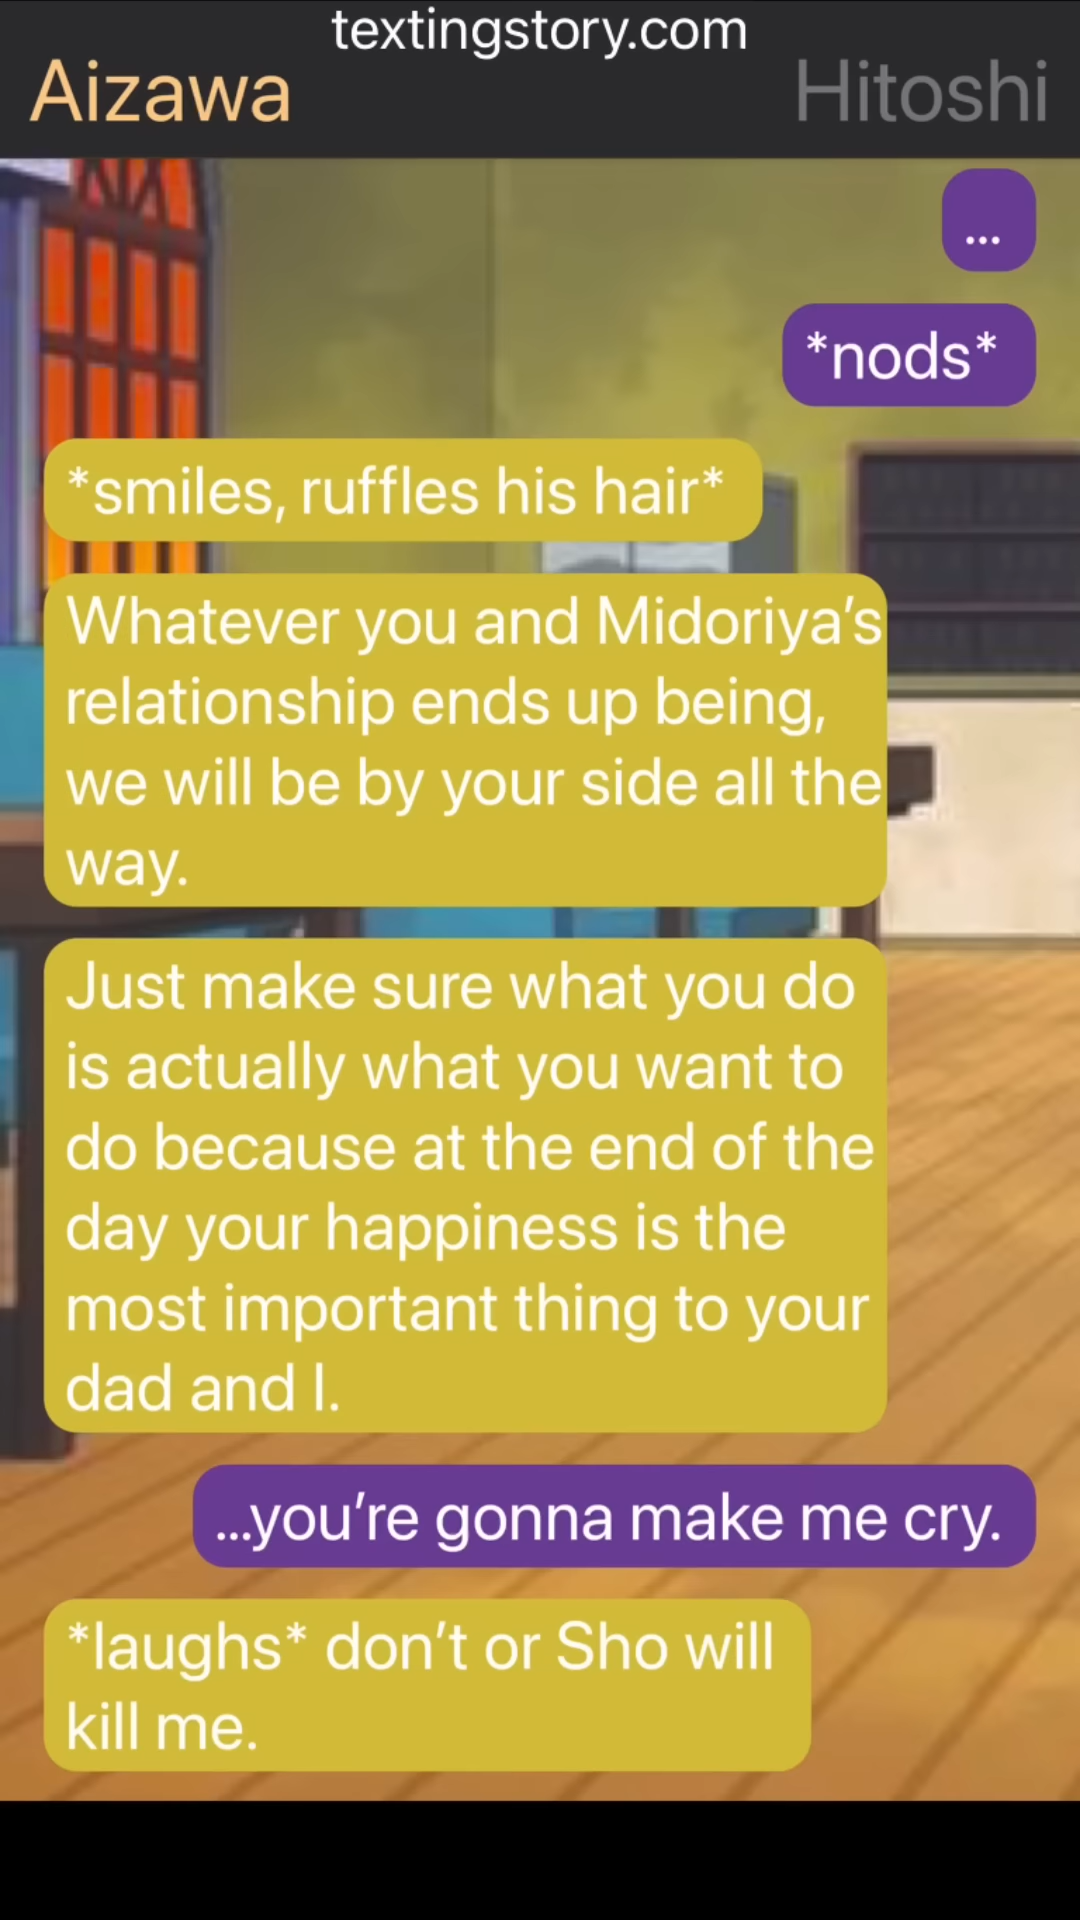 textingstory.com
Aizawa
Hitoshi
...
*nods*
*smiles, ruffles his hair*
Whatever you and Midoriya’s
relationship ends up being,
we will be by your side all the
way.
Just make sure what you do
is actually what you want to
do because at the end of the
day your happiness is the
most important thing to your
dad and I.
...you’re gonna make me cry.
*laughs* don’t or Sho will
kill me.